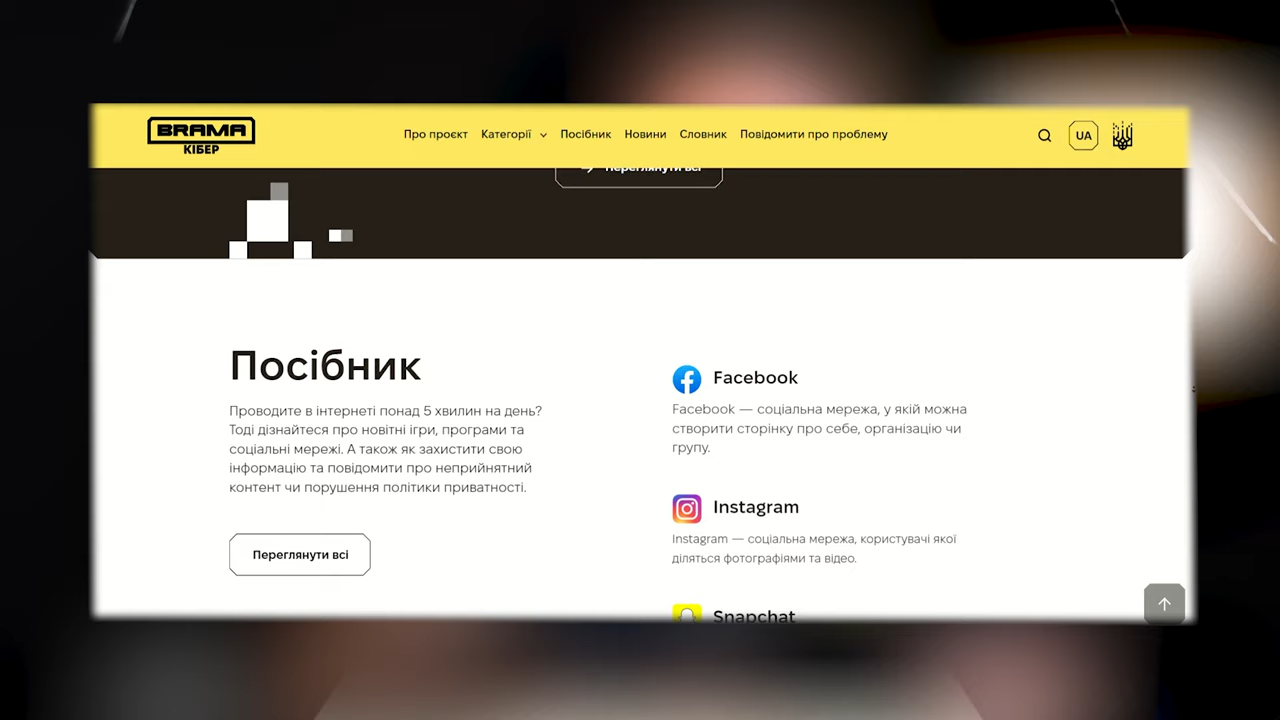 BRAMA
КІБЕР
Про проєкт Категорії Посібник Новини Словник Повідомити про проблему
UA
Переглянути всі
Посібник
Проводите в інтернеті понад 5 хвилин на день?
Тоді дізнайтеся про новітні ігри, програми та
соціальні мережі. А також як захистити свою
інформацію та повідомити про неприйнятний
контент чи порушення політики приватності.
Переглянути всі
Facebook
Facebook — соціальна мережа, у якій можна
створити сторінку про себе, організацію чи
групу.
Instagram
Instagram — соціальна мережа, користувачі якої
діляться фотографіями та відео.
Snapchat